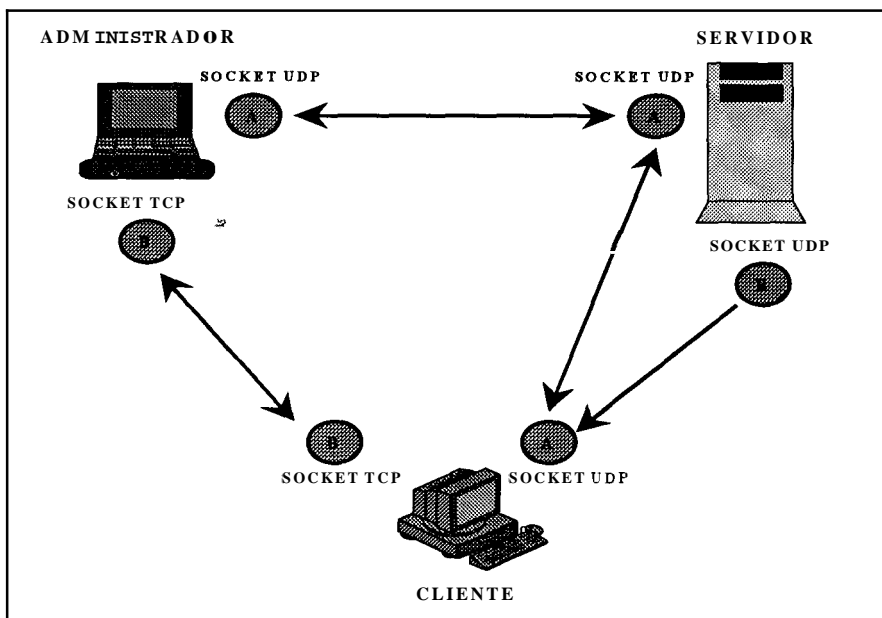 ADMINISTRADOR
SERVIDOR
SOCKET UDP
SOCKET UDP
A
A
SOCKET TCP
B
SOCKET UDP
B
B
A
SOCKET TCP
SOCKET UDP
CLIENTE